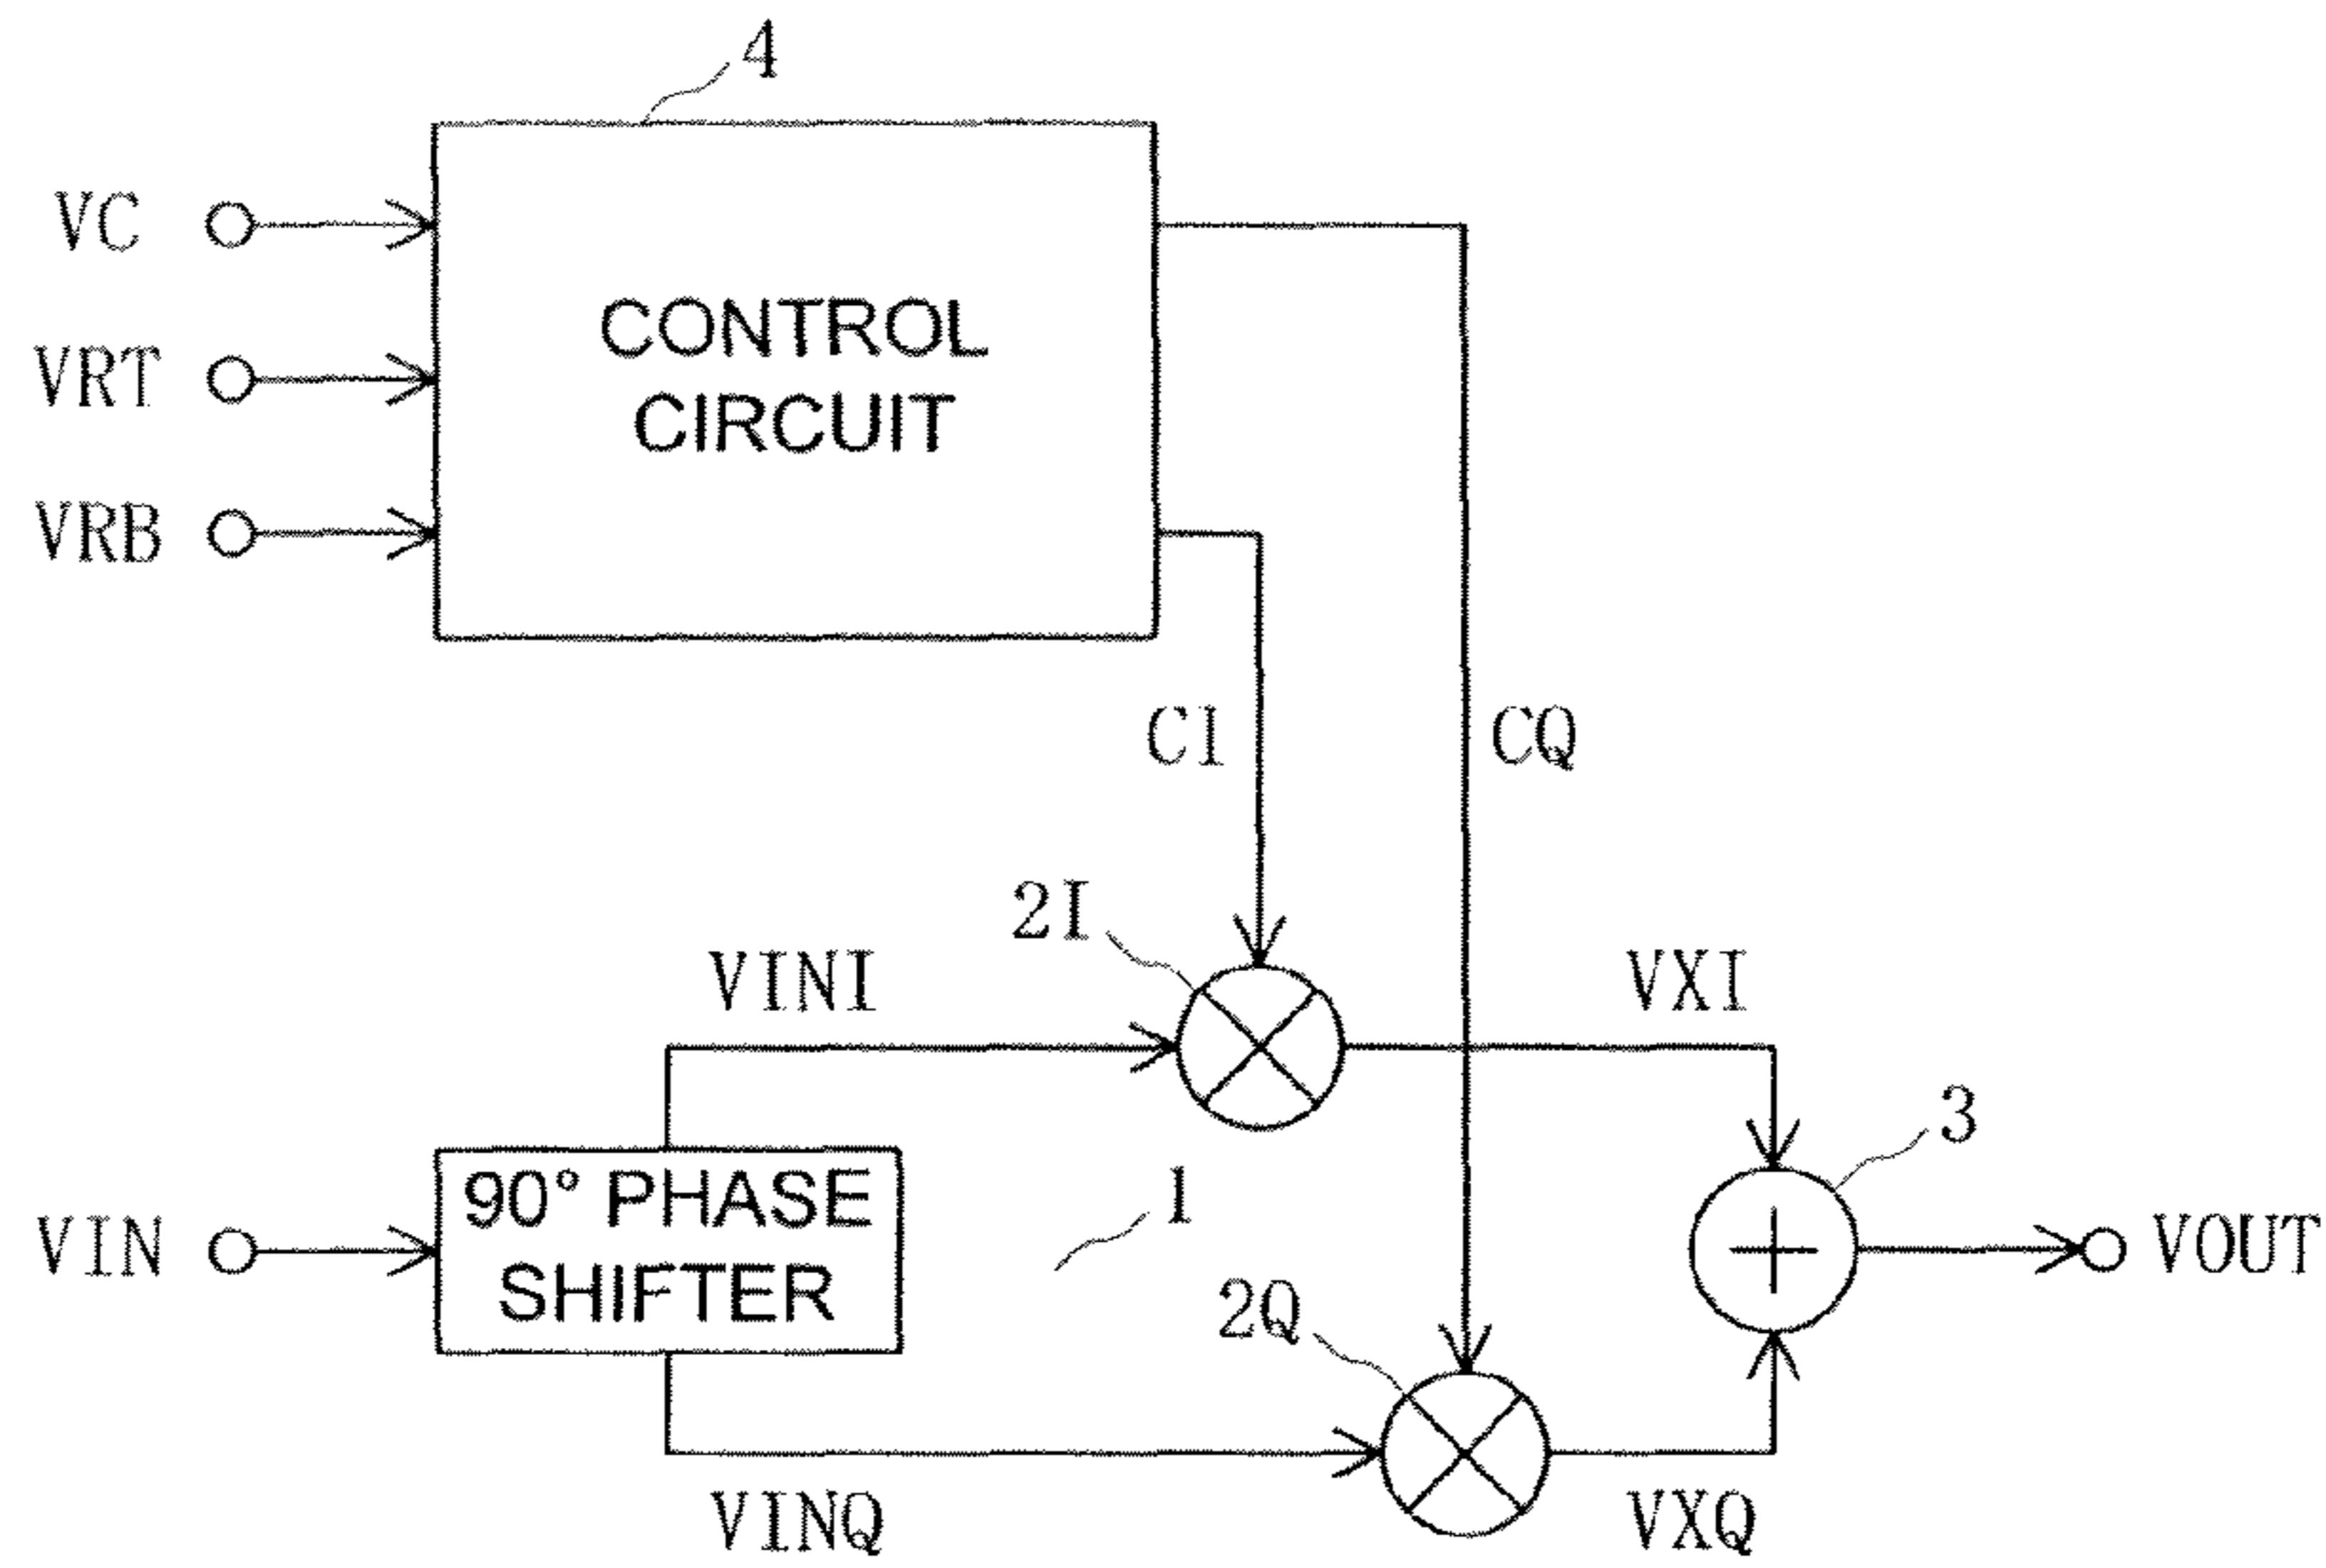 4
VC
VRT
VRB
CONTROL
CIRCUIT
CI
CQ
2I
VINI
VXI
3
90° PHASE
SHIFTER
1
VIN
VOUT
2Q
VINQ
VXQ